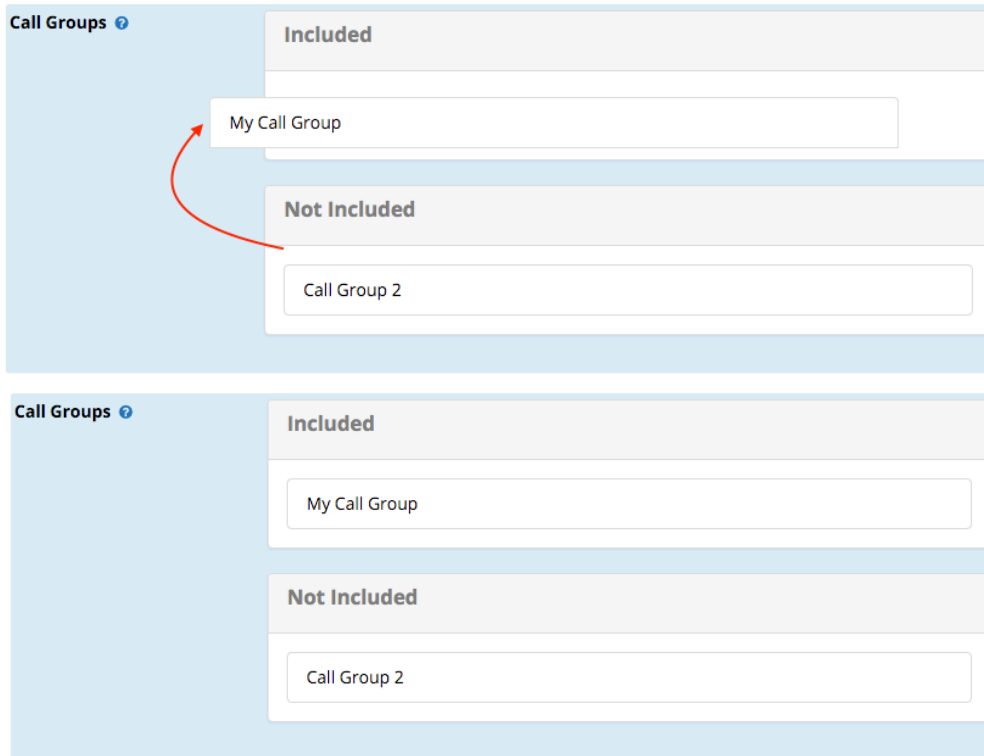 Call Groups
Included
My Call Group
Not Included
Call Group 2
Call Groups
Included
My Call Group
Not Included
Call Group 2